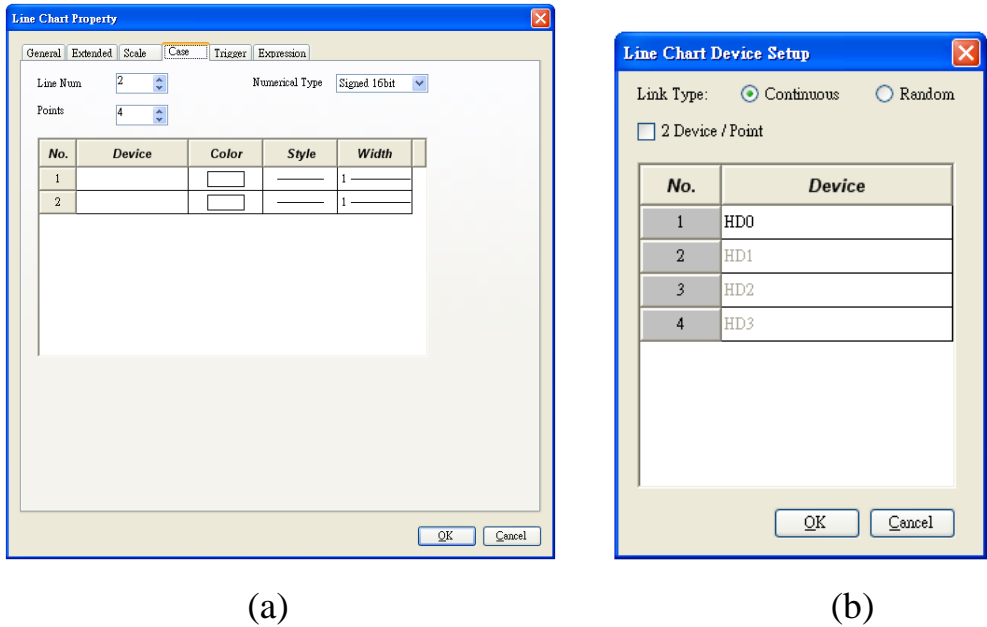 Line Chart Property
General Extended Scale Case Trigger Expression
Line Num 2 Numerical Type Signed 16bit
Points 4
No. Device Color Style Width
1 1
2 1
OK Cancel
(a)
Line Chart Device Setup
Link Type: Continuous Random
2 Device / Point
No. Device
1 HD0
2 HD1
3 HD2
4 HD3
OK Cancel
(b)